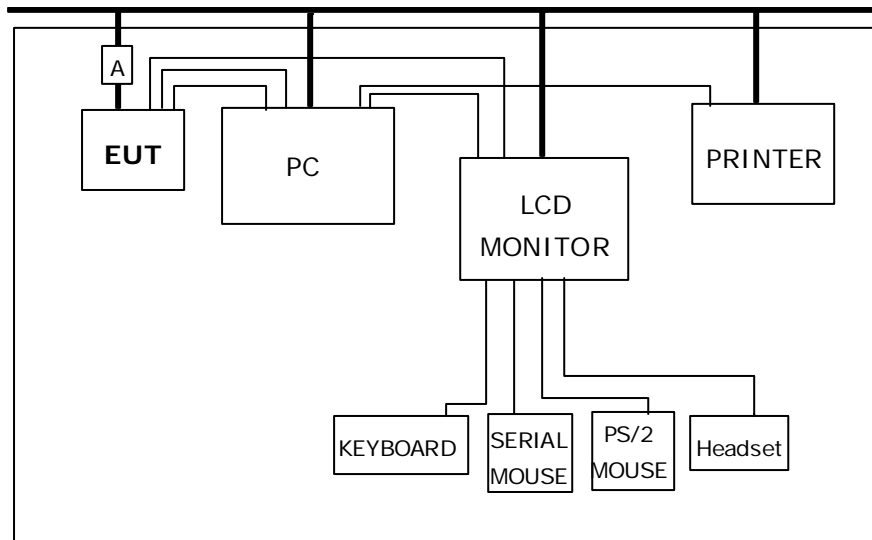 A
EUT
PC
PRINTER
LCD
MONITOR
KEYBOARD
SERIAL
MOUSE
PS/2
MOUSE
Headset